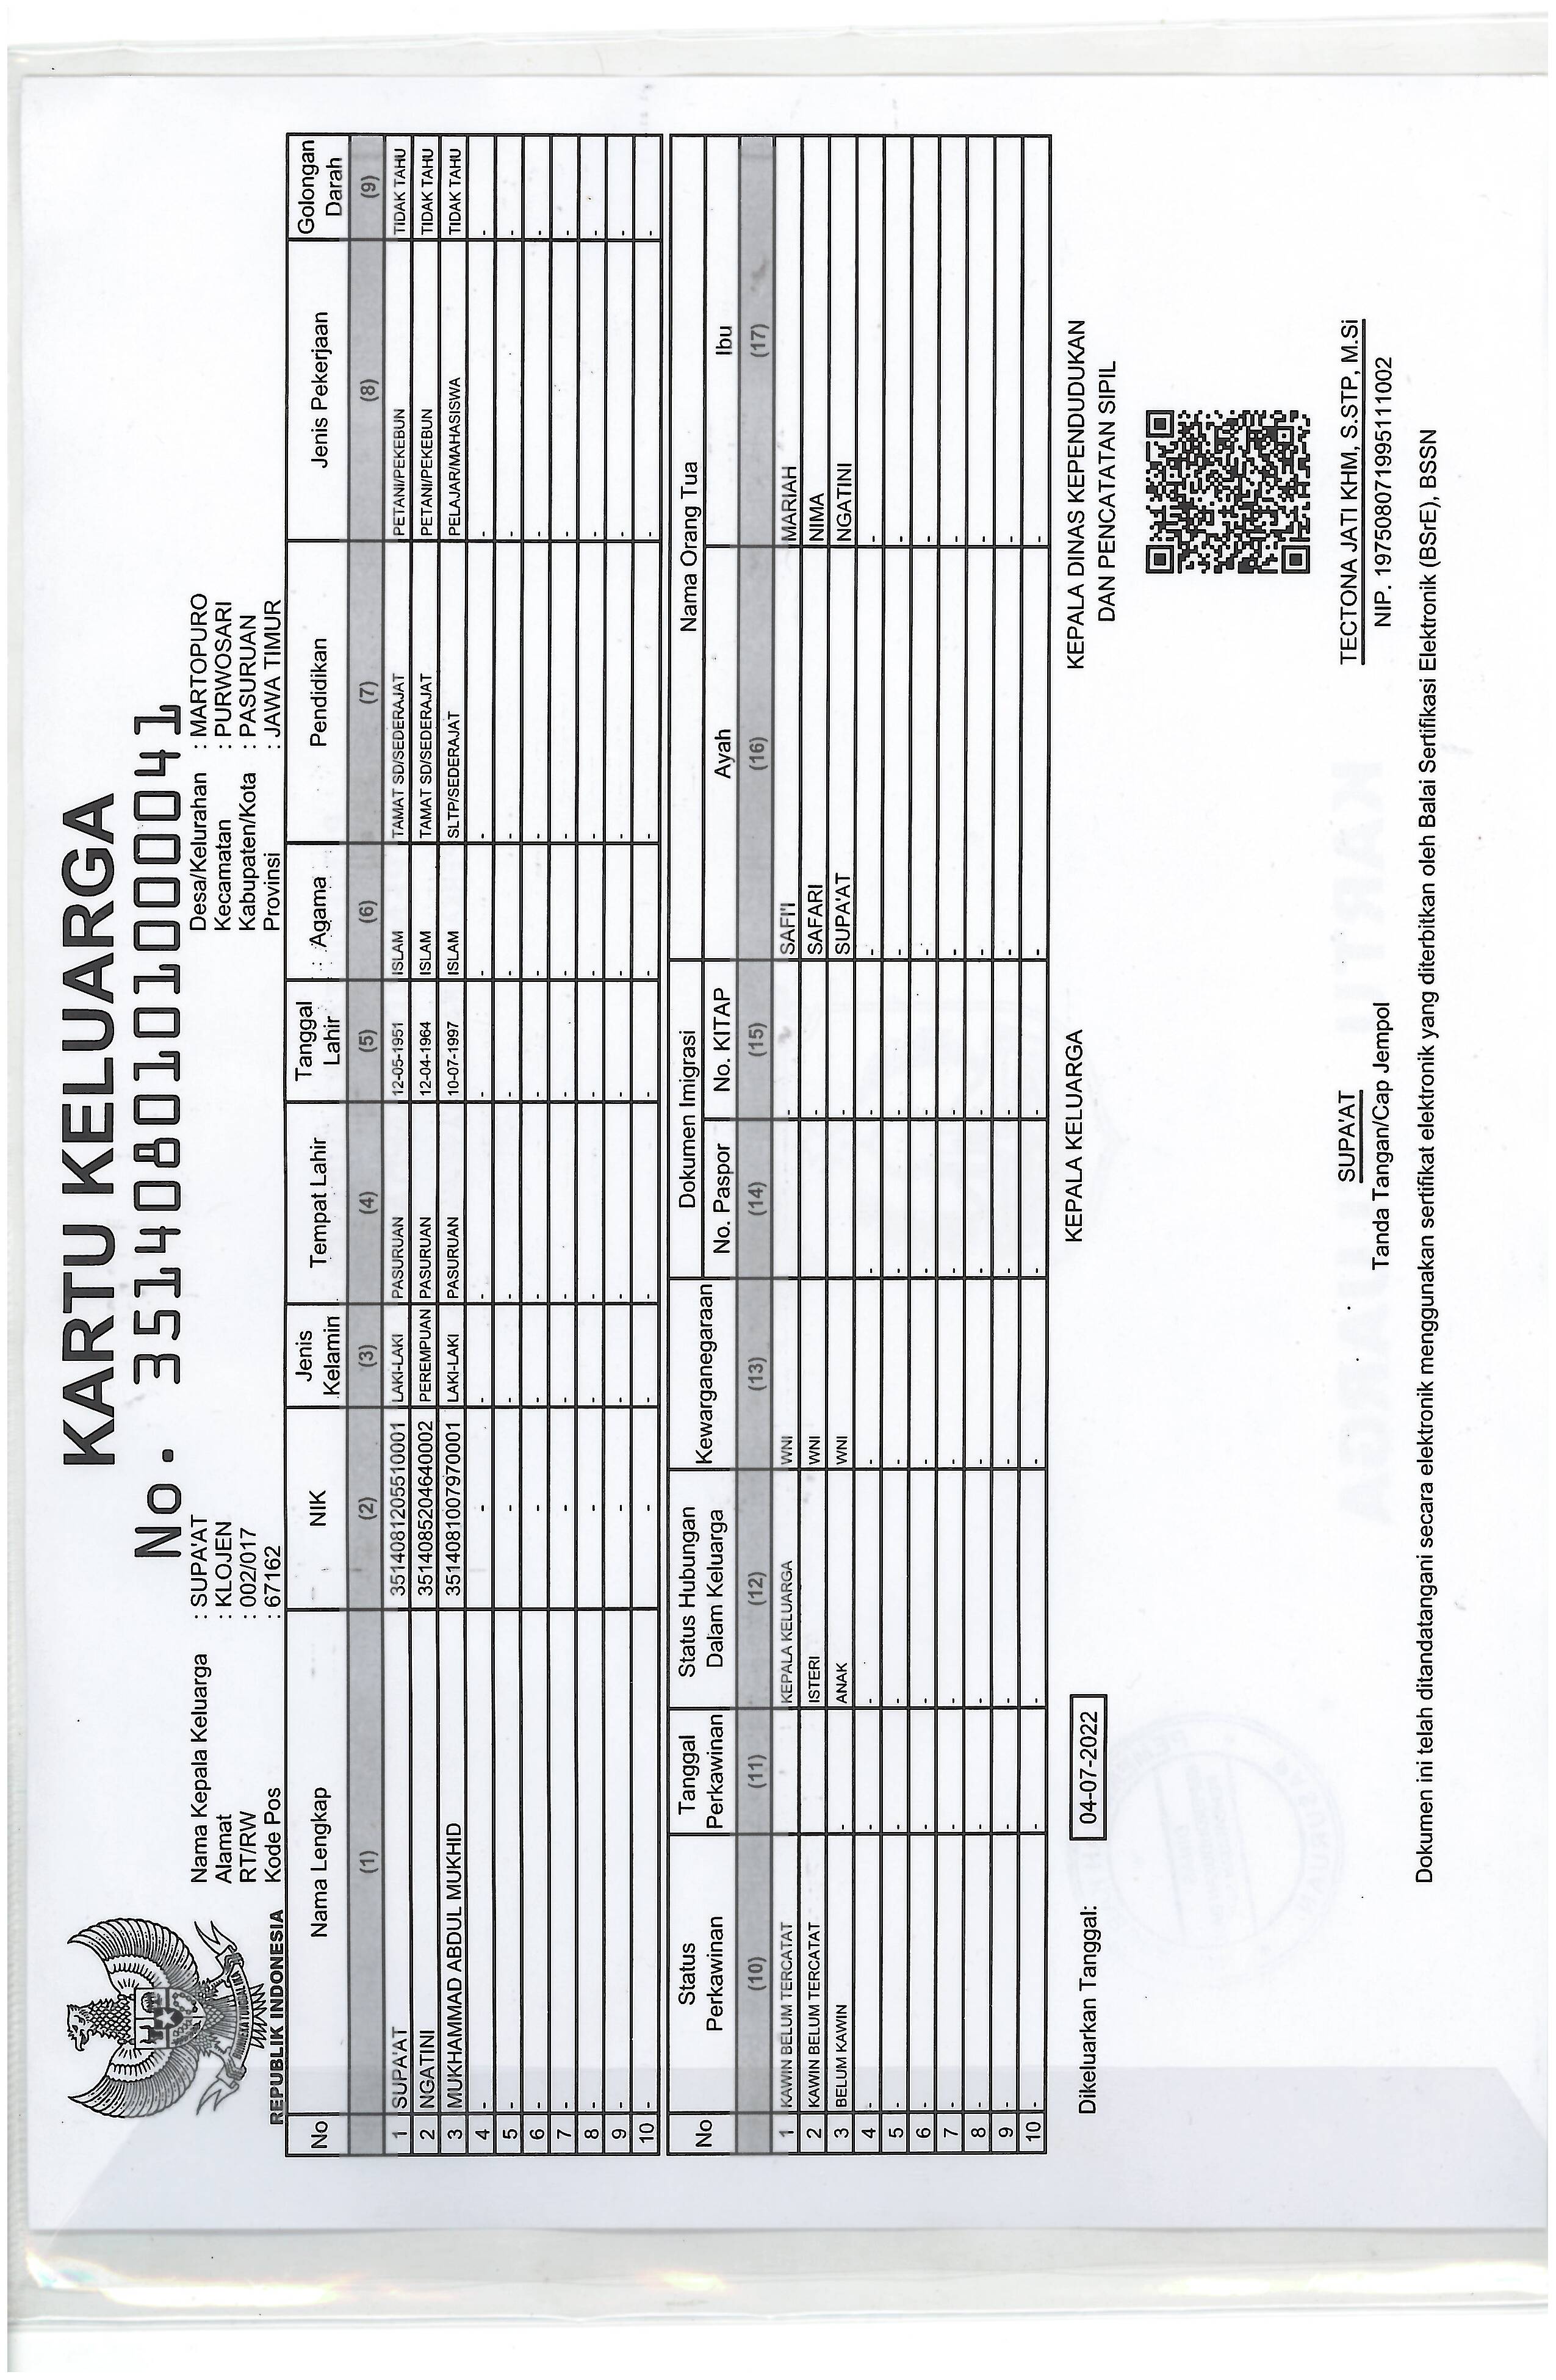 KARTU KELUARGA
No. 3514080101000041
REPUBLIK INDONESIA
Nama Kepala Keluarga : SUPA'AT
Alamat : KLOJEN
RT/RW : 002/017
Kode Pos : 67162
Desa/Kelurahan : MARTOPURO
Kecamatan : PURWOSARI
Kabupaten/Kota : PASURUAN
Provinsi : JAWA TIMUR
No Nama Lengkap NIK Jenis Kelamin Tempat Lahir Tanggal Lahir Agama Pendidikan Jenis Pekerjaan Golongan Darah
(1) (2) (3) (4) (5) (6) (7) (8) (9)
1 SUPA'AT 3514081205510001 LAKI-LAKI PASURUAN 12-05-1951 ISLAM TAMAT SD/SEDERAJAT PETANI/PEKEBUN TIDAK TAHU
2 NGATINI 3514085204640002 PEREMPUAN PASURUAN 12-04-1964 ISLAM TAMAT SD/SEDERAJAT PETANI/PEKEBUN TIDAK TAHU
3 MUKHAMMAD ABDUL MUKHID 3514081007970001 LAKI-LAKI PASURUAN 10-07-1997 ISLAM SLTP/SEDERAJAT PELAJAR/MAHASISWA TIDAK TAHU
4 - - - - - - - - -
5 - - - - - - - - -
6 - - - - - - - - -
7 - - - - - - - - -
8 - - - - - - - - -
9 - - - - - - - - -
10 - - - - - - - - -
No Status Perkawinan Tanggal Perkawinan Status Hubungan Dalam Keluarga Kewarganegaraan Dokumen Imigrasi Nama Orang Tua
No. Paspor No. KITAP Ayah Ibu
(10) (11) (12) (13) (14) (15) (16) (17)
1 KAWIN BELUM TERCATAT KEPALA KELUARGA WNI - SAFI'I MARIAH
2 KAWIN BELUM TERCATAT ISTERI WNI - SAFARI NIMA
3 BELUM KAWIN - ANAK WNI - SUPA'AT NGATINI
4 - - - - - - - -
5 - - - - - - - -
6 - - - - - - - -
7 - - - - - - - -
8 - - - - - - - -
9 - - - - - - - -
10 - - - - - - - -
Dikeluarkan Tanggal: 04-07-2022
KEPALA KELUARGA
SUPA'AT
Tanda Tangan/Cap Jempol
KEPALA DINAS KEPENDUDUKAN
DAN PENCATATAN SIPIL
TECTONA JATI KHM, S.STP, M.Si
NIP. 197508071995111002
Dokumen ini telah ditandatangani secara elektronik menggunakan sertifikat elektronik yang diterbitkan oleh Balai Sertifikasi Elektronik (BSrE), BSSN